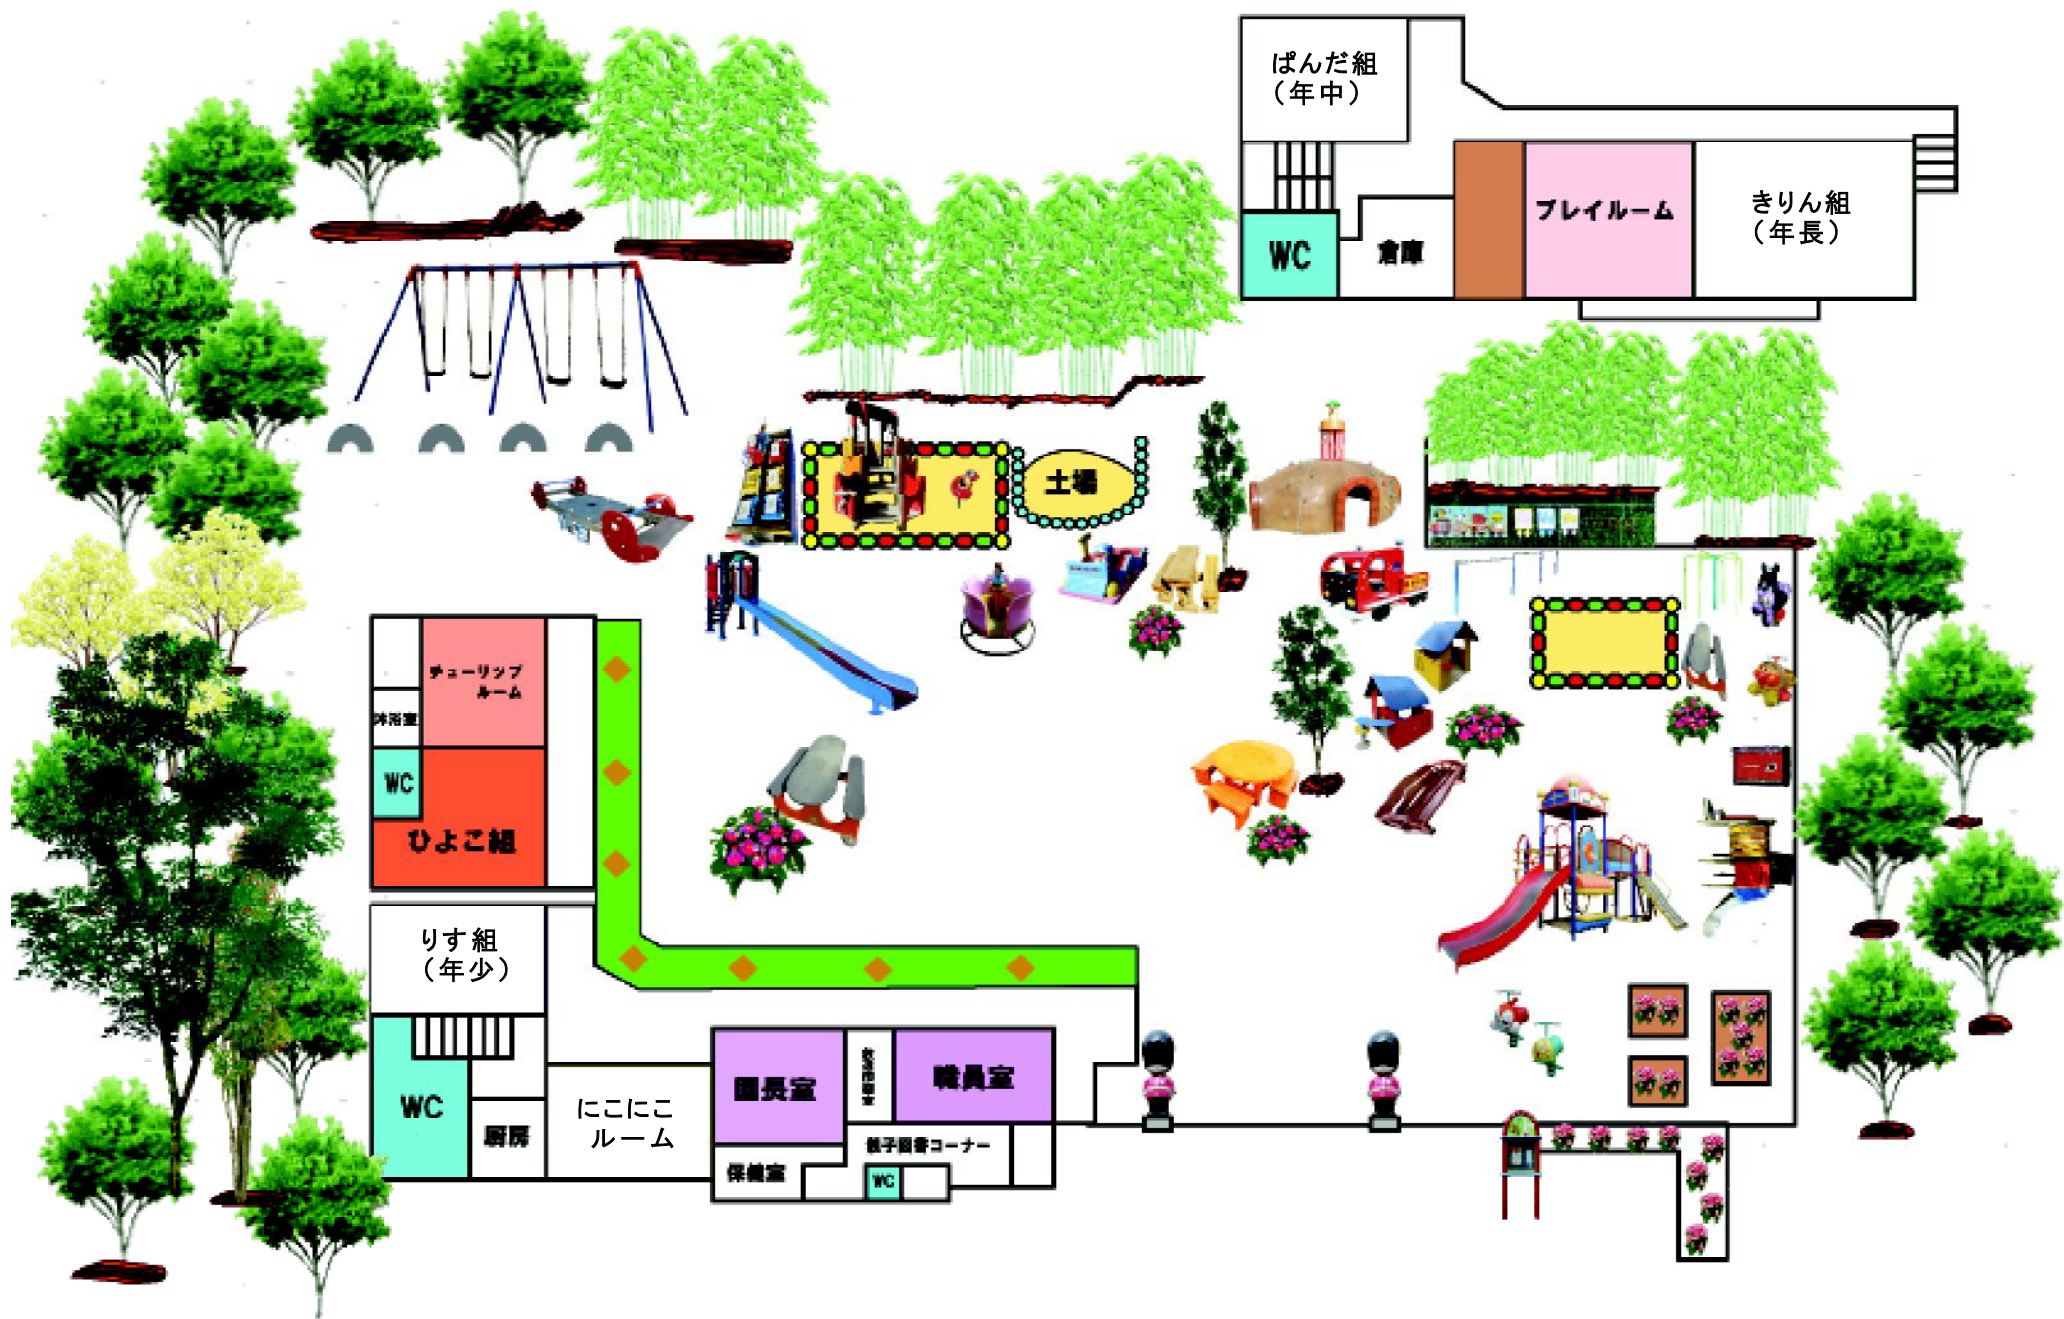 ぱんだ組
（年中）
プレイルーム
きりん組
（年長）
WC
倉庫
土場
チューリップ
ルーム
沐浴室
WC
ひよこ組
りす組
（年少）
WC
厨房
にこにこ
ルーム
園長室
職員室
保健室
親子図書コーナー
WC